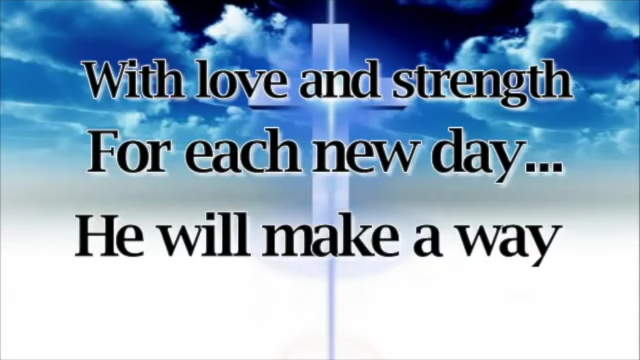 With love and strength
For each new day...
He will make a way